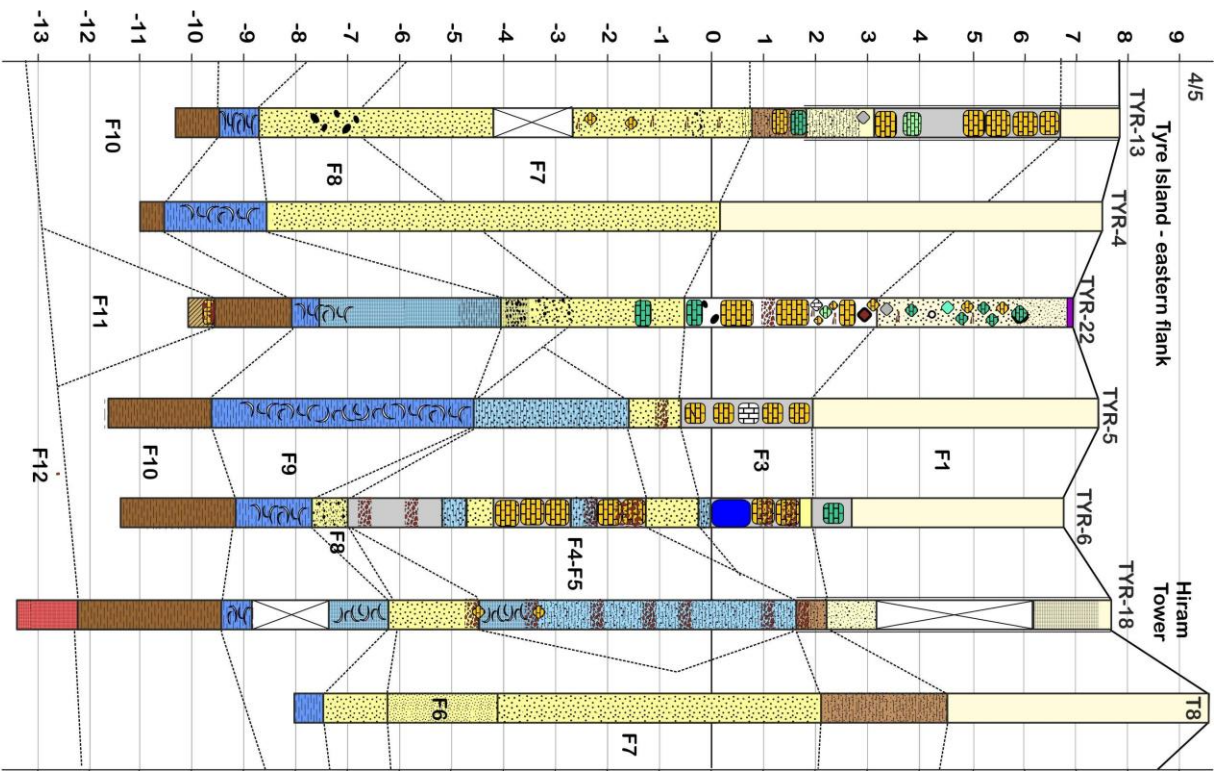 -13 -12 -11 -10 -9 -8 -7 -6 -5 -4 -3 -2 -1 0 1 2 3 4 5 6 7 8 9
4/5
Tyre Island - eastern flank
Hiram
Tower
TYR-13
TYR-4
TYR-22
TYR-5
TYR-6
TYR-18
T8
F10
F8
F7
F11
F12
F10
F9
F3
F1
F8
F4-F5
F6
F7